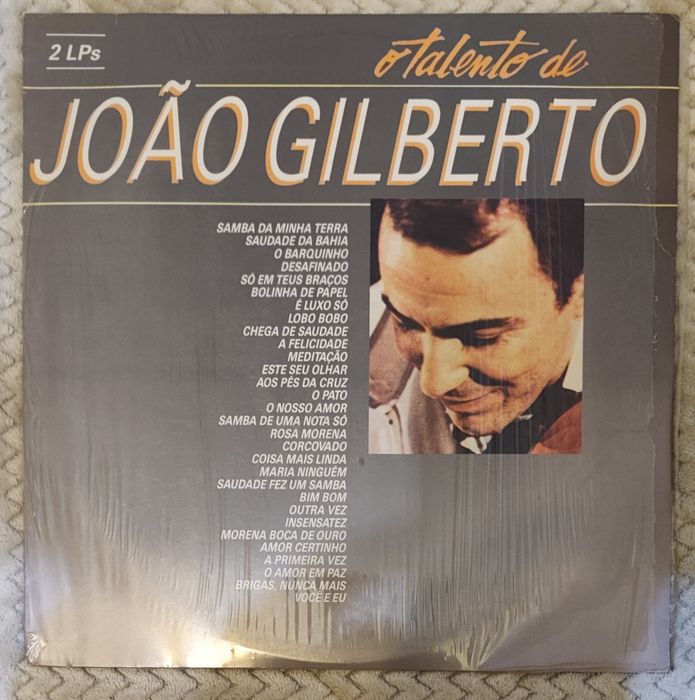 2 LPs
o talento de
JOÃO GILBERTO
SAMBA DA MINHA TERRA
SAUDADE DA BAHIA
O BARQUINHO
DESAFINADO
SÓ EM TEUS BRAÇOS
BOLINHA DE PAPEL
É LUXO SÓ
LOBO BOBO
CHEGA DE SAUDADE
A FELICIDADE
MEDITAÇÃO
ESTE SEU OLHAR
AOS PÉS DA CRUZ
O PATO
O NOSSO AMOR
SAMBA DE UMA NOTA SÓ
ROSA MORENA
CORCOVADO
COISA MAIS LINDA
MARIA NINGUÉM
SAUDADE FEZ UM SAMBA
BIM BOM
OUTRA VEZ
INSENSATEZ
MORENA BOCA DE OURO
AMOR CERTINHO
A PRIMEIRA VEZ
O AMOR EM PAZ
BRIGAS, NUNCA MAIS
VOCÊ E EU